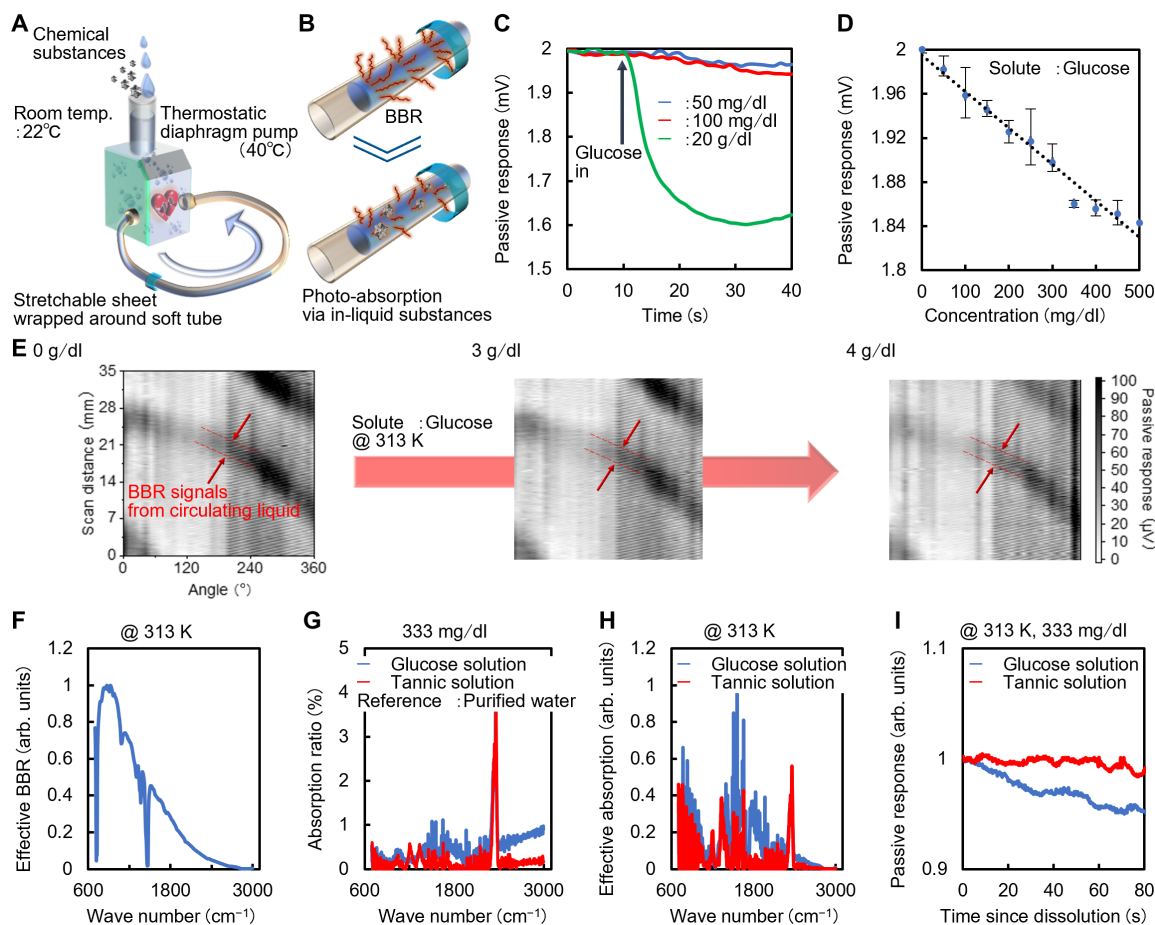 A
Chemical
substances
Room temp.
:22℃
Thermostatic
diaphragm pump
(40℃)
Stretchable sheet
wrapped around soft tube
B
BBR
Photo-absorption
via in-liquid substances
C
Passive response (mV)
2
1.9
1.8
1.7
1.6
1.5
:50 mg/dl
:100 mg/dl
:20 g/dl
Glucose
in
0
10
20
30
40
Time (s)
D
Passive response (mV)
2
1.96
1.92
1.88
1.84
1.8
Solute :Glucose
0
100
200
300
400
500
Concentration (mg/dl)
E
0 g/dl
3 g/dl
4 g/dl
Scan distance (mm)
35
28
21
14
7
0
BBR signals
from circulating liquid
0
120
240
360
Angle (°)
Solute :Glucose
@ 313 K
100
90
80
70
60
50
40
30
20
10
0
Passive response (μV)
F
@ 313 K
Effective BBR (arb. units)
1.2
1
0.8
0.6
0.4
0.2
0
600
1800
3000
Wave number (cm⁻¹)
G
333 mg/dl
Absorption ratio (%)
5
4
3
2
1
0
Glucose solution
Tannic solution
Reference :Purified water
600
1800
3000
Wave number (cm⁻¹)
H
@ 313 K
Effective absorption (arb. units)
1.2
1
0.8
0.6
0.4
0.2
0
Glucose solution
Tannic solution
600
1800
3000
Wave number (cm⁻¹)
I
@ 313 K, 333 mg/dl
Passive response (arb. units)
1.1
1
0.9
Glucose solution
Tannic solution
0
20
40
60
80
Time since dissolution (s)